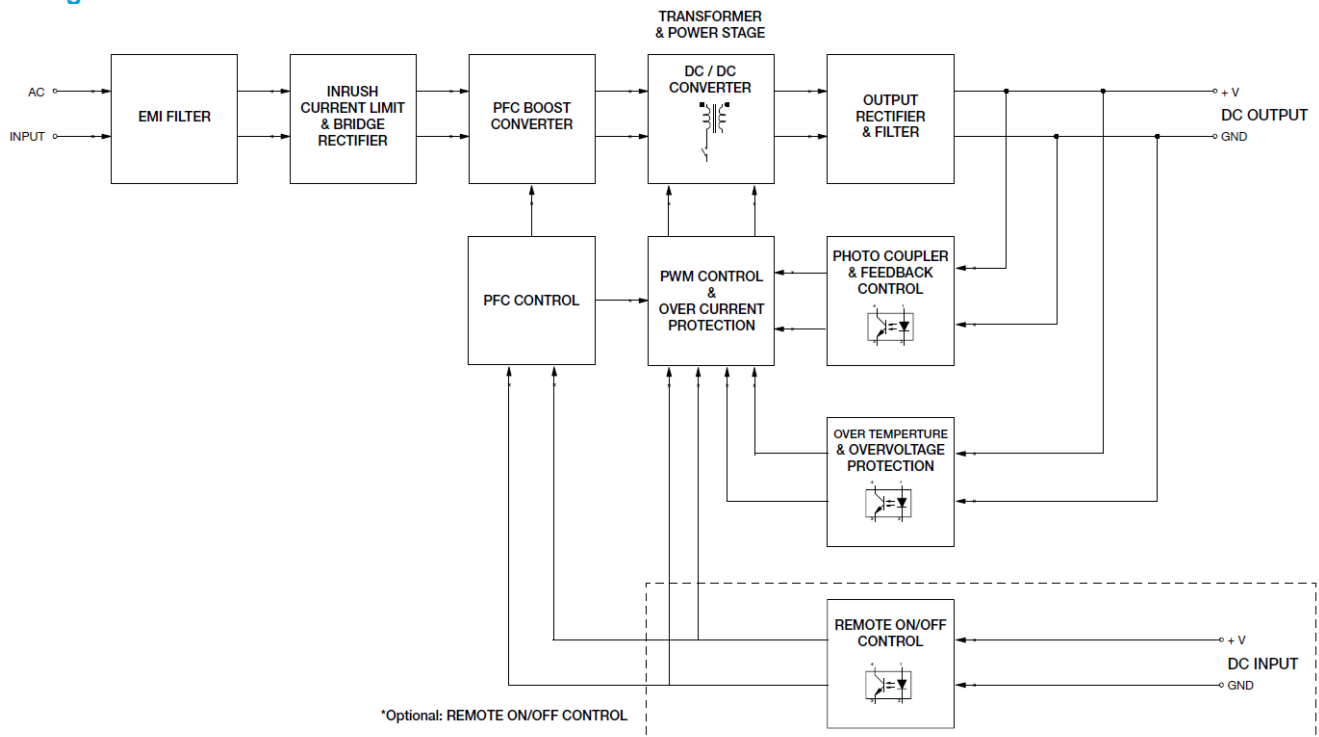 TRANSFORMER
& POWER STAGE
AC
INPUT
EMI FILTER
INRUSH
CURRENT LIMIT
& BRIDGE
RECTIFIER
PFC BOOST
CONVERTER
DC / DC
CONVERTER
OUTPUT
RECTIFIER
& FILTER
+ V
DC OUTPUT
GND
PFC CONTROL
PWM CONTROL
&
OVER CURRENT
PROTECTION
PHOTO COUPLER
& FEEDBACK
CONTROL
OVER TEMPERTURE
& OVERVOLTAGE
PROTECTION
REMOTE ON/OFF
CONTROL
+ V
DC INPUT
GND
*Optional: REMOTE ON/OFF CONTROL